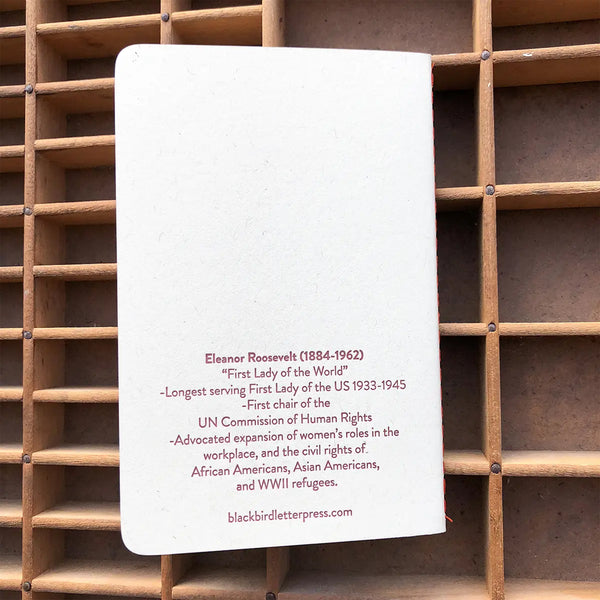 Eleanor Roosevelt (1884-1962)
“First Lady of the World”
-Longest serving First Lady of the US 1933-1945
-First chair of the
UN Commission of Human Rights
-Advocated expansion of women’s roles in the
workplace, and the civil rights of
African Americans, Asian Americans,
and WWII refugees.
blackbirdletterpress.com